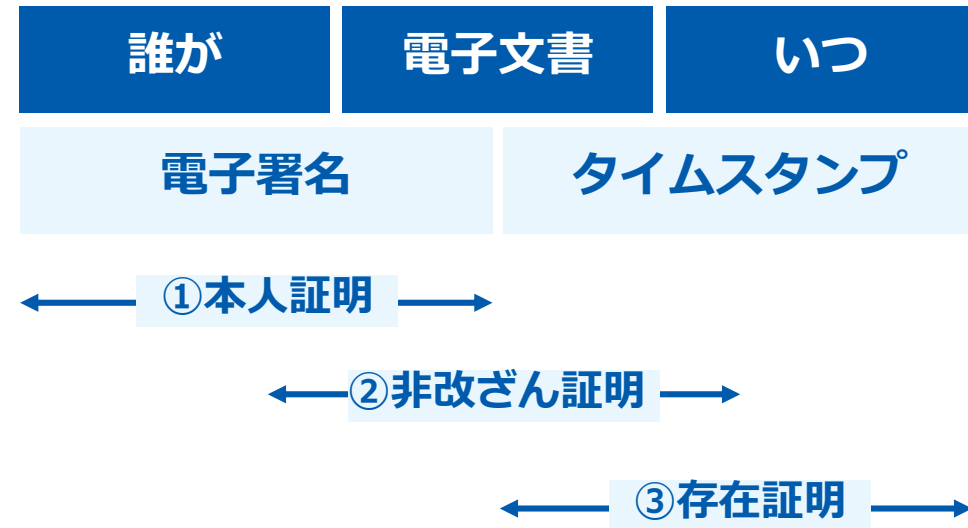 誰が 電子文書 いつ
電子署名 タイムスタンプ
①本人証明
②非改ざん証明
③存在証明